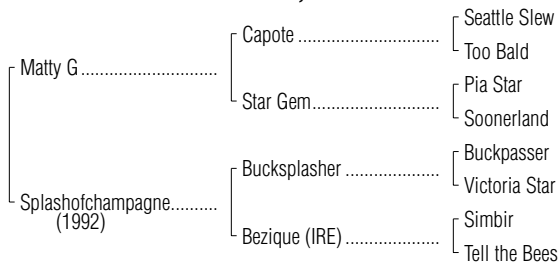 Seattle Slew
Capote ..................................
Too Bald
Matty G .................................
Pia Star
Star Gem ...............................
Soonerland
Buckpasser
Bucksplasher .........................
Victoria Star
Splashofchampagne..........
(1992)
Simbir
Bezique (IRE) ......................
Tell the Bees